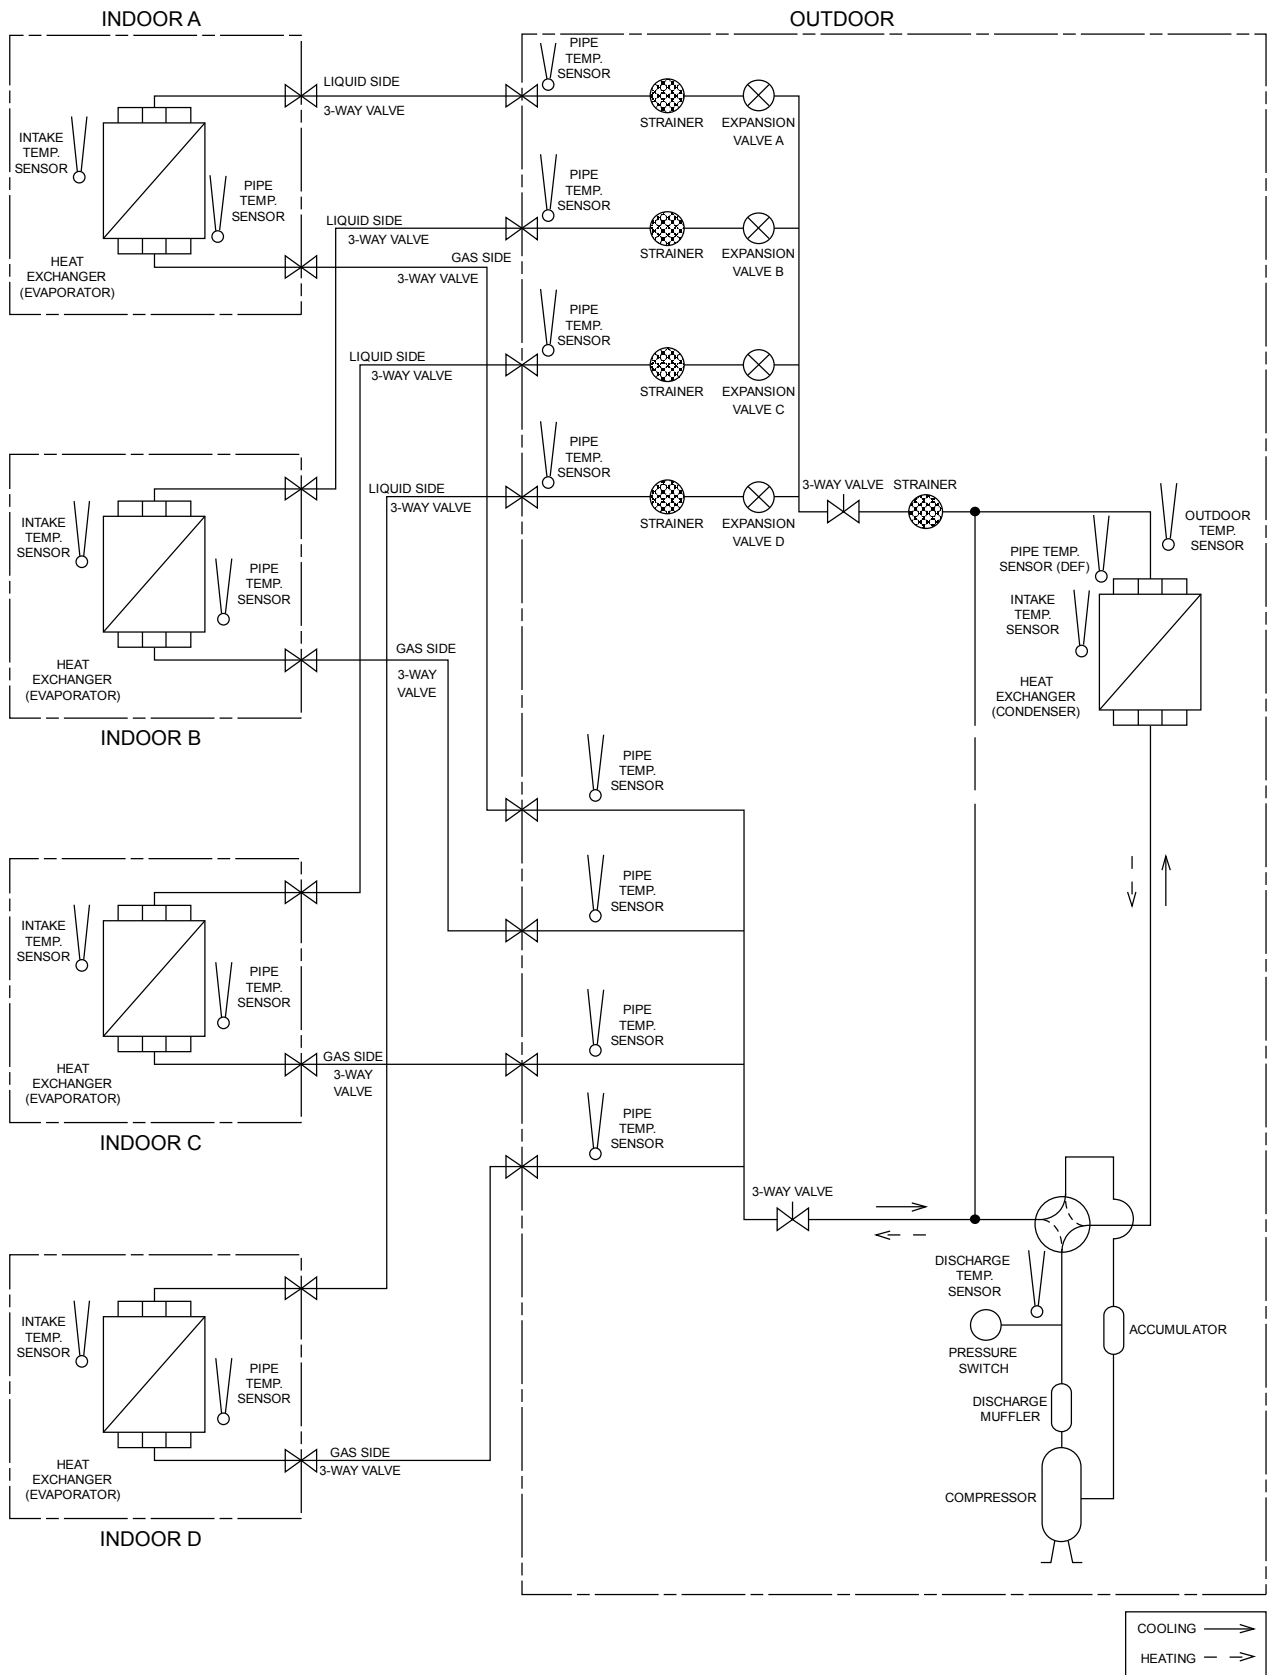 INDOOR A
OUTDOOR
PIPE
TEMP.
SENSOR
LIQUID SIDE
3-WAY VALVE
STRAINER
EXPANSION
VALVE A
INTAKE
TEMP.
SENSOR
PIPE
TEMP.
SENSOR
HEAT
EXCHANGER
(EVAPORATOR)
PIPE
TEMP.
SENSOR
LIQUID SIDE
3-WAY VALVE
STRAINER
EXPANSION
VALVE B
GAS SIDE
3-WAY VALVE
PIPE
TEMP.
SENSOR
LIQUID SIDE
3-WAY VALVE
STRAINER
EXPANSION
VALVE C
PIPE
TEMP.
SENSOR
LIQUID SIDE
3-WAY VALVE
STRAINER
EXPANSION
VALVE D
3-WAY VALVE
STRAINER
OUTDOOR
TEMP.
SENSOR
PIPE TEMP.
SENSOR (DEF)
INTAKE
TEMP.
SENSOR
HEAT
EXCHANGER
(CONDENSER)
INTAKE
TEMP.
SENSOR
PIPE
TEMP.
SENSOR
HEAT
EXCHANGER
(EVAPORATOR)
INDOOR B
GAS SIDE
3-WAY
VALVE
PIPE
TEMP.
SENSOR
PIPE
TEMP.
SENSOR
INTAKE
TEMP.
SENSOR
PIPE
TEMP.
SENSOR
HEAT
EXCHANGER
(EVAPORATOR)
INDOOR C
GAS SIDE
3-WAY
VALVE
PIPE
TEMP.
SENSOR
PIPE
TEMP.
SENSOR
3-WAY VALVE
DISCHARGE
TEMP.
SENSOR
PRESSURE
SWITCH
ACCUMULATOR
DISCHARGE
MUFFLER
COMPRESSOR
INTAKE
TEMP.
SENSOR
PIPE
TEMP.
SENSOR
HEAT
EXCHANGER
(EVAPORATOR)
GAS SIDE
3-WAY VALVE
INDOOR D
COOLING
HEATING